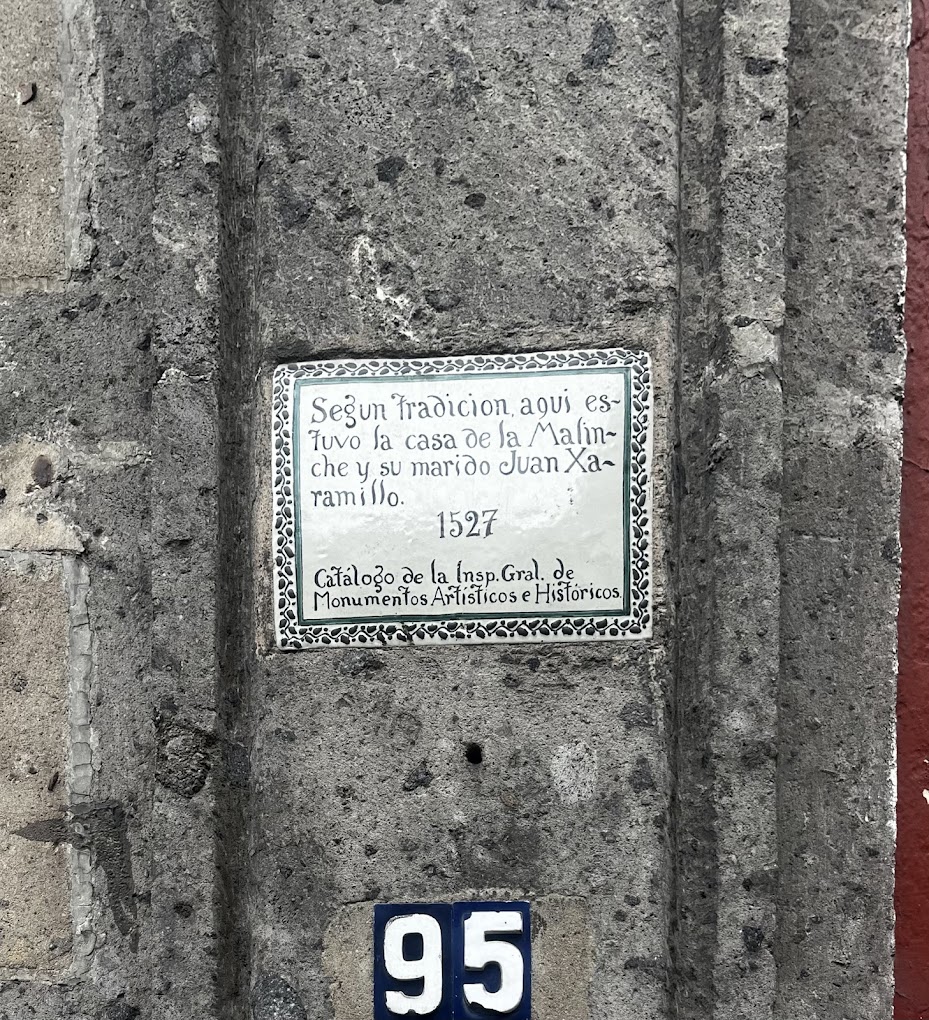 Segun tradicion, aqui es-
tuvo la casa de la Malin-
che y su marido Juan Xa-
ramillo.
1527
Catálogo de la Insp. Gral. de
Monumentos Artísticos e Históricos.
95